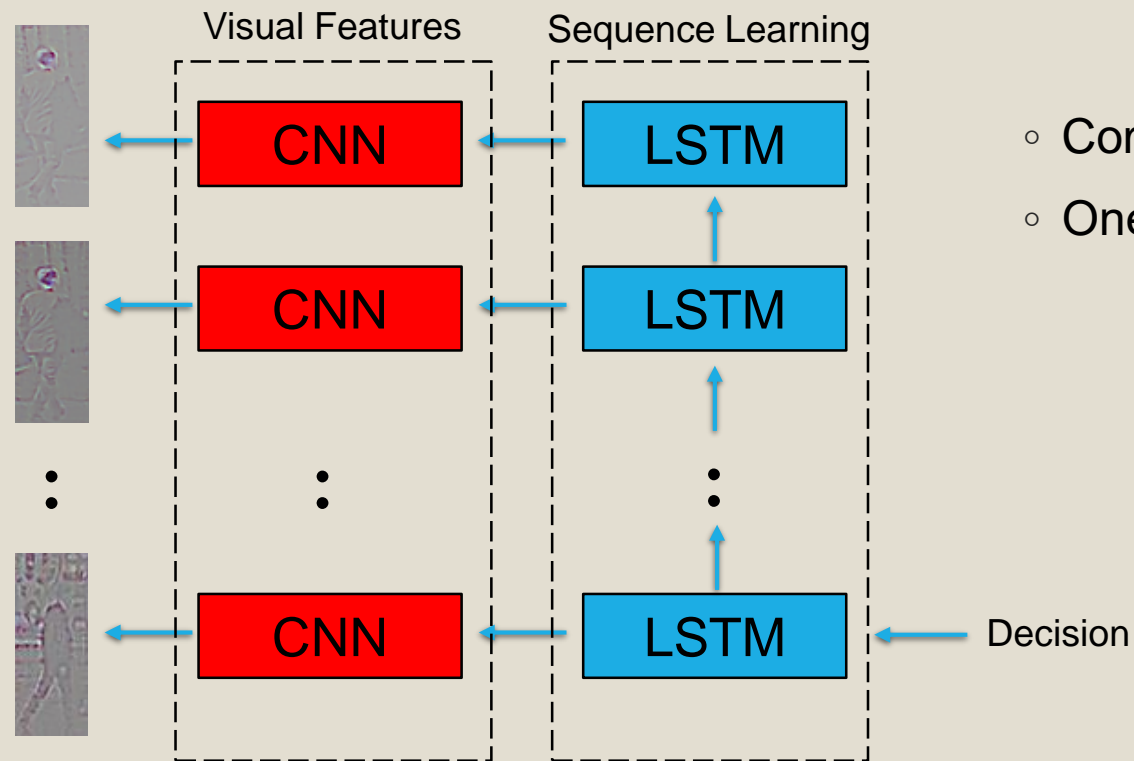 Visual Features
Sequence Learning
CNN
LSTM
CNN
LSTM
CNN
LSTM
Decision